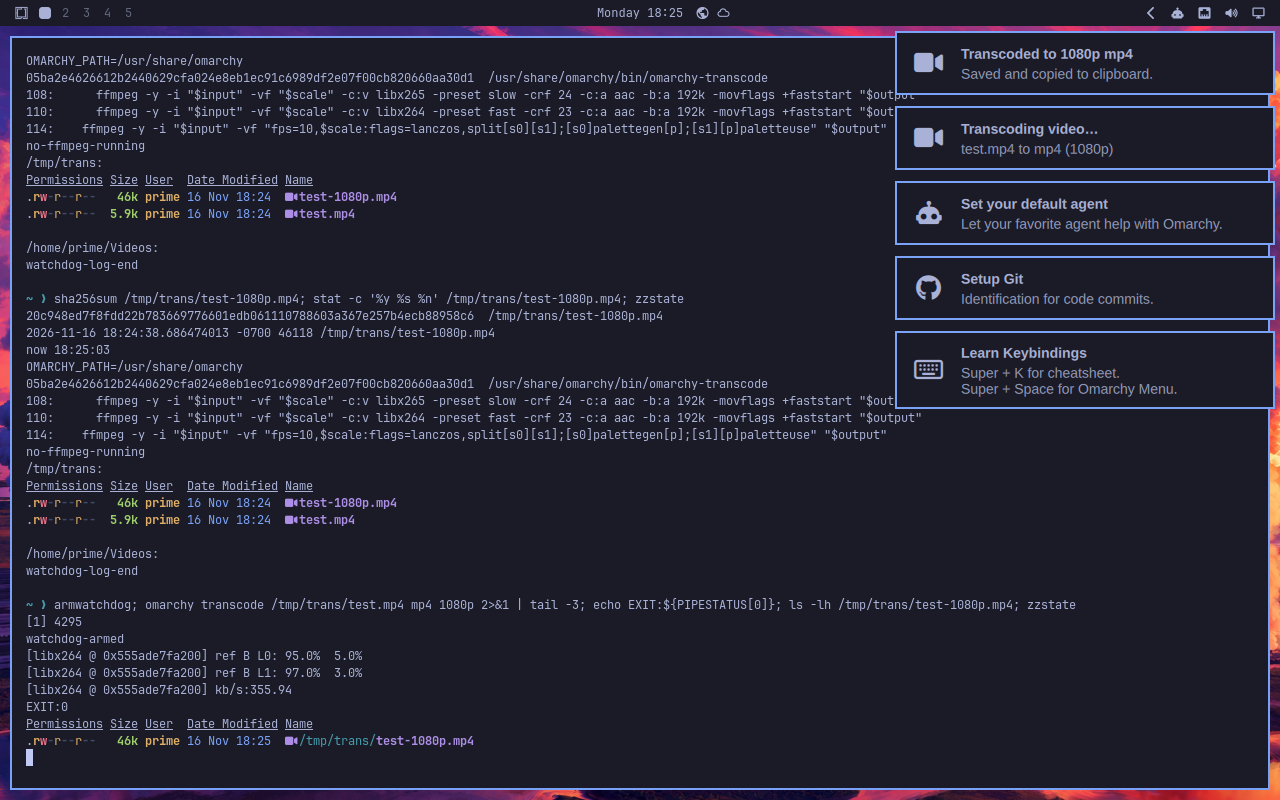 2 3 4 5
Monday 18:25
OMARCHY_PATH=/usr/share/omarchy
05ba2e4626612b2440629cfa024e8eb1ec91c6989df2e07f00cb820660aa30d1  /usr/share/omarchy/bin/omarchy-transcode
108:      ffmpeg -y -i "$input" -vf "$scale" -c:v libx265 -preset slow -crf 24 -c:a aac -b:a 192k -movflags +faststart "$output"
110:      ffmpeg -y -i "$input" -vf "$scale" -c:v libx264 -preset fast -crf 23 -c:a aac -b:a 192k -movflags +faststart
114:    ffmpeg -y -i "$input" -vf "fps=10,$scale:flags=lanczos,split[s0][s1];[s0]palettegen[p];[s1][p]paletteuse" "$output"
no-ffmpeg-running
/tmp/trans:
Permissions Size User  Date Modified Name
.rw-r--r--   46k prime 16 Nov 18:24  test-1080p.mp4
.rw-r--r--  5.9k prime 16 Nov 18:24  test.mp4
/home/prime/Videos:
watchdog-log-end
~ ❯ sha256sum /tmp/trans/test-1080p.mp4; stat -c '%y %s %n' /tmp/trans/test-1080p.mp4; zzstate
20c948ed7f8fdd22b783669776601edb061110788603a367e257b4ecb88958c6  /tmp/trans/test-1080p.mp4
2026-11-16 18:24:38.686474013 -0700 46118 /tmp/trans/test-1080p.mp4
now 18:25:03
OMARCHY_PATH=/usr/share/omarchy
05ba2e4626612b2440629cfa024e8eb1ec91c6989df2e07f00cb820660aa30d1  /usr/share/omarchy/bin/omarchy-transcode
108:      ffmpeg -y -i "$input" -vf "$scale" -c:v libx265 -preset slow -crf 24 -c:a aac -b:a 192k -movflags +faststart "$out
110:      ffmpeg -y -i "$input" -vf "$scale" -c:v libx264 -preset fast -crf 23 -c:a aac -b:a 192k -movflags +faststart "$output"
114:    ffmpeg -y -i "$input" -vf "fps=10,$scale:flags=lanczos,split[s0][s1];[s0]palettegen[p];[s1][p]paletteuse" "$output"
no-ffmpeg-running
/tmp/trans:
Permissions Size User  Date Modified Name
.rw-r--r--   46k prime 16 Nov 18:24  test-1080p.mp4
.rw-r--r--  5.9k prime 16 Nov 18:24  test.mp4
/home/prime/Videos:
watchdog-log-end
~ ❯ armwatchdog; omarchy transcode /tmp/trans/test.mp4 mp4 1080p 2>&1 | tail -3; echo EXIT:${PIPESTATUS[0]}; ls -lh /tmp/trans/test-1080p.mp4; zzstate
[1] 4295
watchdog-armed
[libx264 @ 0x555ade7fa200] ref B L0: 95.0%  5.0%
[libx264 @ 0x555ade7fa200] ref B L1: 97.0%  3.0%
[libx264 @ 0x555ade7fa200] kb/s:355.94
EXIT:0
Permissions Size User  Date Modified Name
.rw-r--r--   46k prime 16 Nov 18:25  /tmp/trans/test-1080p.mp4
Transcoded to 1080p mp4
Saved and copied to clipboard.
Transcoding video…
test.mp4 to mp4 (1080p)
Set your default agent
Let your favorite agent help with Omarchy.
Setup Git
Identification for code commits.
Learn Keybindings
Super + K for cheatsheet.
Super + Space for Omarchy Menu.